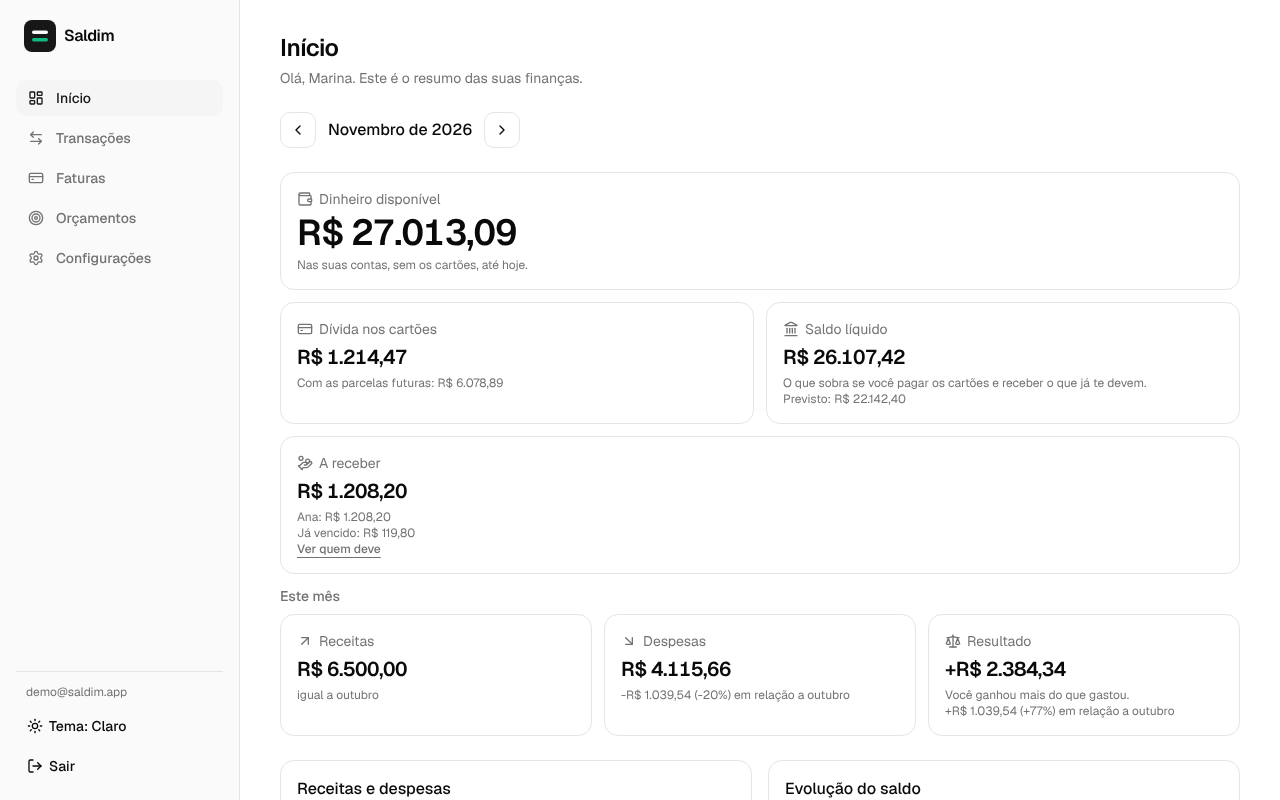 Saldim
Início
Transações
Faturas
Orçamentos
Configurações
demo@saldim.app
Tema: Claro
Sair
Início
Olá, Marina. Este é o resumo das suas finanças.
Novembro de 2026
Dinheiro disponível
R$ 27.013,09
Nas suas contas, sem os cartões, até hoje.
Dívida nos cartões
R$ 1.214,47
Com as parcelas futuras: R$ 6.078,89
Saldo líquido
R$ 26.107,42
O que sobra se você pagar os cartões e receber o que já te devem.
Previsto: R$ 22.142,40
A receber
R$ 1.208,20
Ana: R$ 1.208,20
Já vencido: R$ 119,80
Ver quem deve
Este mês
Receitas
R$ 6.500,00
igual a outubro
Despesas
R$ 4.115,66
-R$ 1.039,54 (-20%) em relação a outubro
Resultado
+R$ 2.384,34
Você ganhou mais do que gastou.
+R$ 1.039,54 (+77%) em relação a outubro
Receitas e despesas
Evolução do saldo